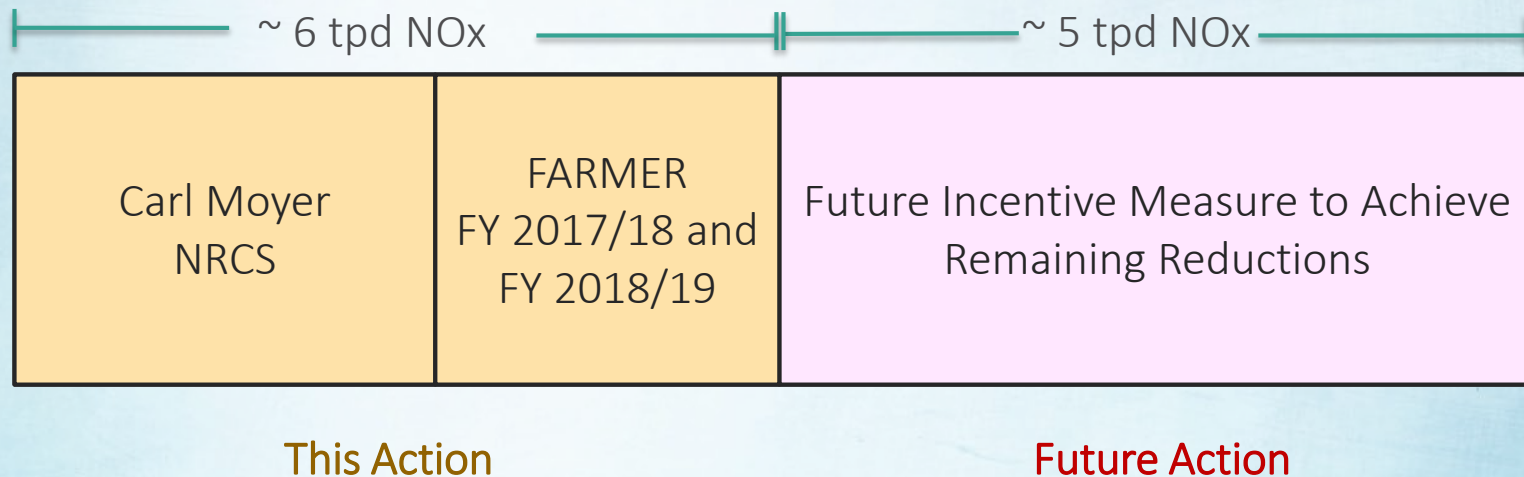 ~ 6 tpd NOx
~ 5 tpd NOx
Carl Moyer
NRCS
FARMER
FY 2017/18 and
FY 2018/19
Future Incentive Measure to Achieve
Remaining Reductions
This Action
Future Action